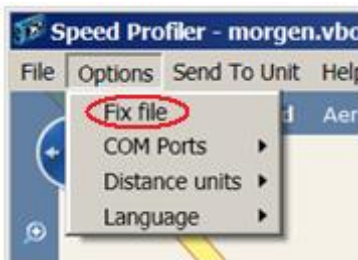 Speed Profiler - morgen.vbo
File Options Send To Unit Help
Fix file
Aer
COM Ports
Distance units
Language